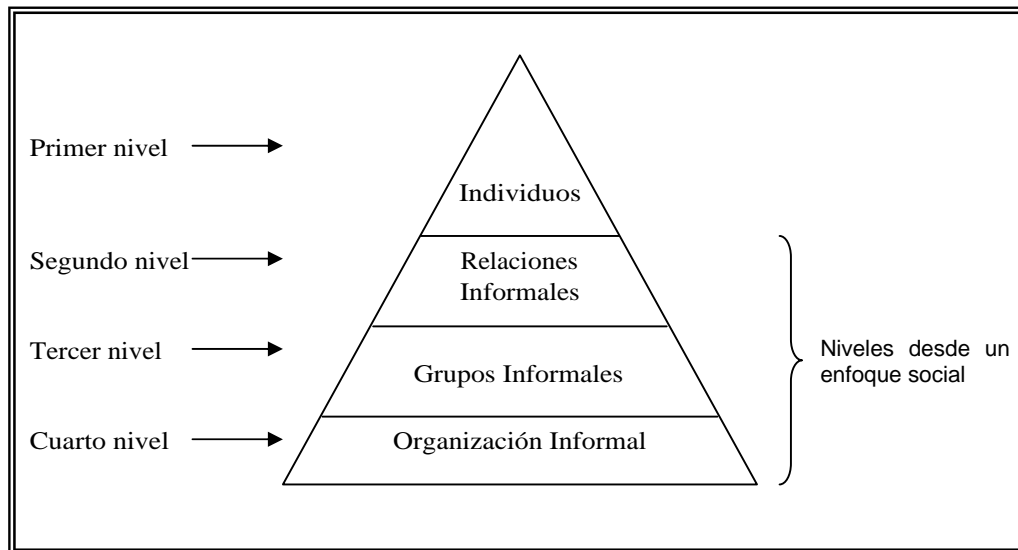 Primer nivel
Individuos
Segundo nivel
Relaciones
Informales
Tercer nivel
Grupos Informales
Niveles desde un
enfoque social
Cuarto nivel
Organización Informal